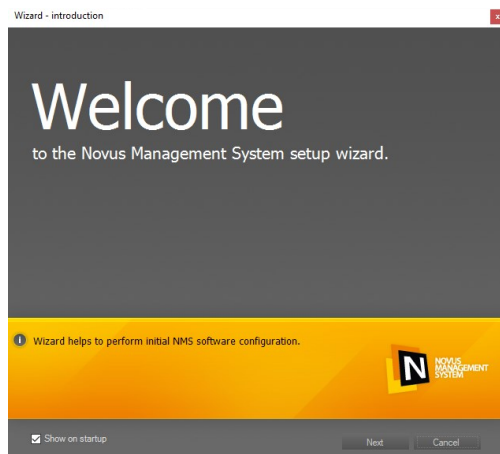 Wizard - introduction
x
Welcome
to the Novus Management System setup wizard.
i Wizard helps to perform initial NMS software configuration.
N NOVUS
MANAGEMENT
SYSTEM
Show on startup
Next Cancel